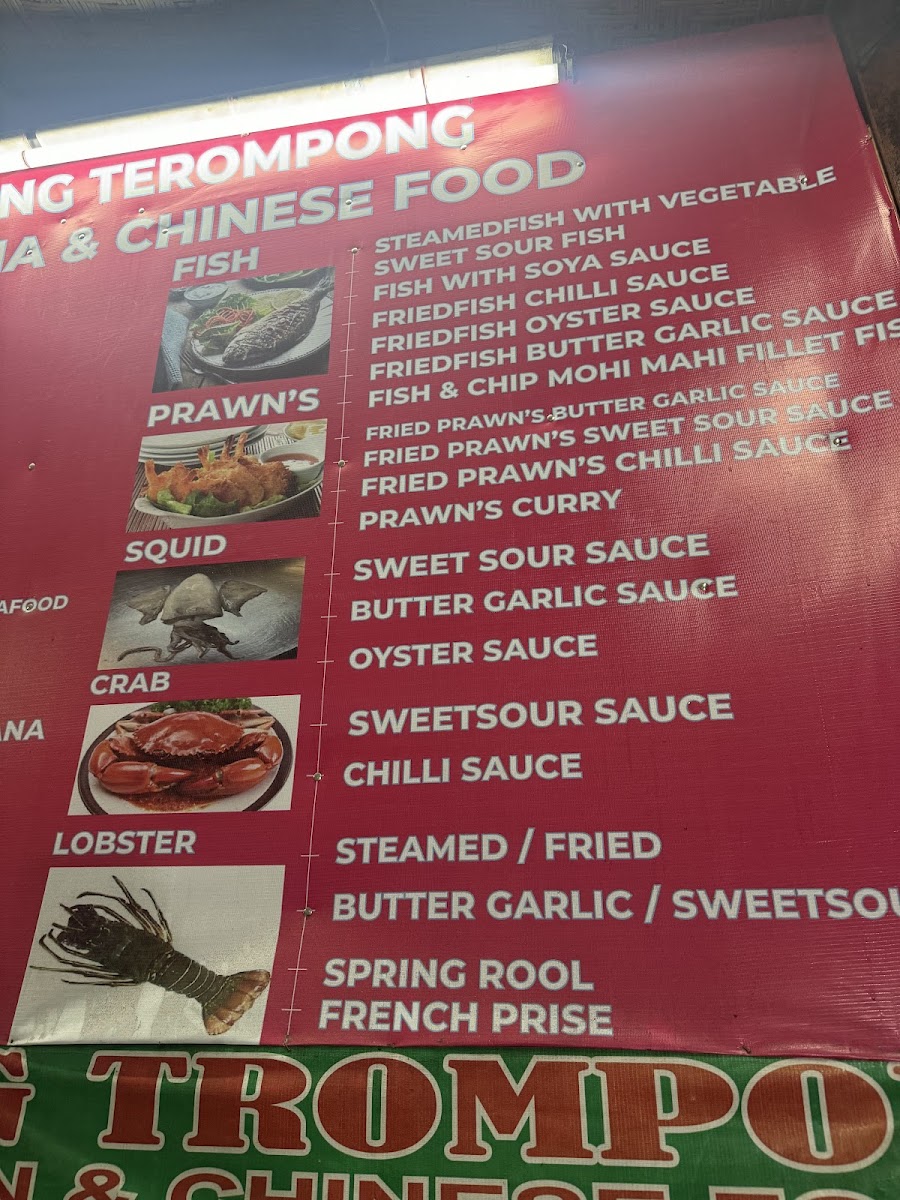 NG TEROMPONG
IA & CHINESE FOOD
FISH
STEAMEDFISH WITH VEGETABLE
SWEET SOUR FISH
FISH WITH SOYA SAUCE
FRIEDFISH CHILLI SAUCE
FRIEDFISH OYSTER SAUCE
FRIEDFISH BUTTER GARLIC SAUCE
FISH & CHIP MOHI MAHI FILLET FIS
PRAWN'S
FRIED PRAWN'S BUTTER GARLIC SAUCE
FRIED PRAWN'S SWEET SOUR SAUCE
FRIED PRAWN'S CHILLI SAUCE
PRAWN'S CURRY
SQUID
SWEET SOUR SAUCE
BUTTER GARLIC SAUCE
OYSTER SAUCE
AFOOD
CRAB
SWEETSOUR SAUCE
CHILLI SAUCE
ANA
LOBSTER
STEAMED / FRIED
BUTTER GARLIC / SWEETSOU
SPRING ROOL
FRENCH PRISE
G TROMPO
N & CHINESE FO